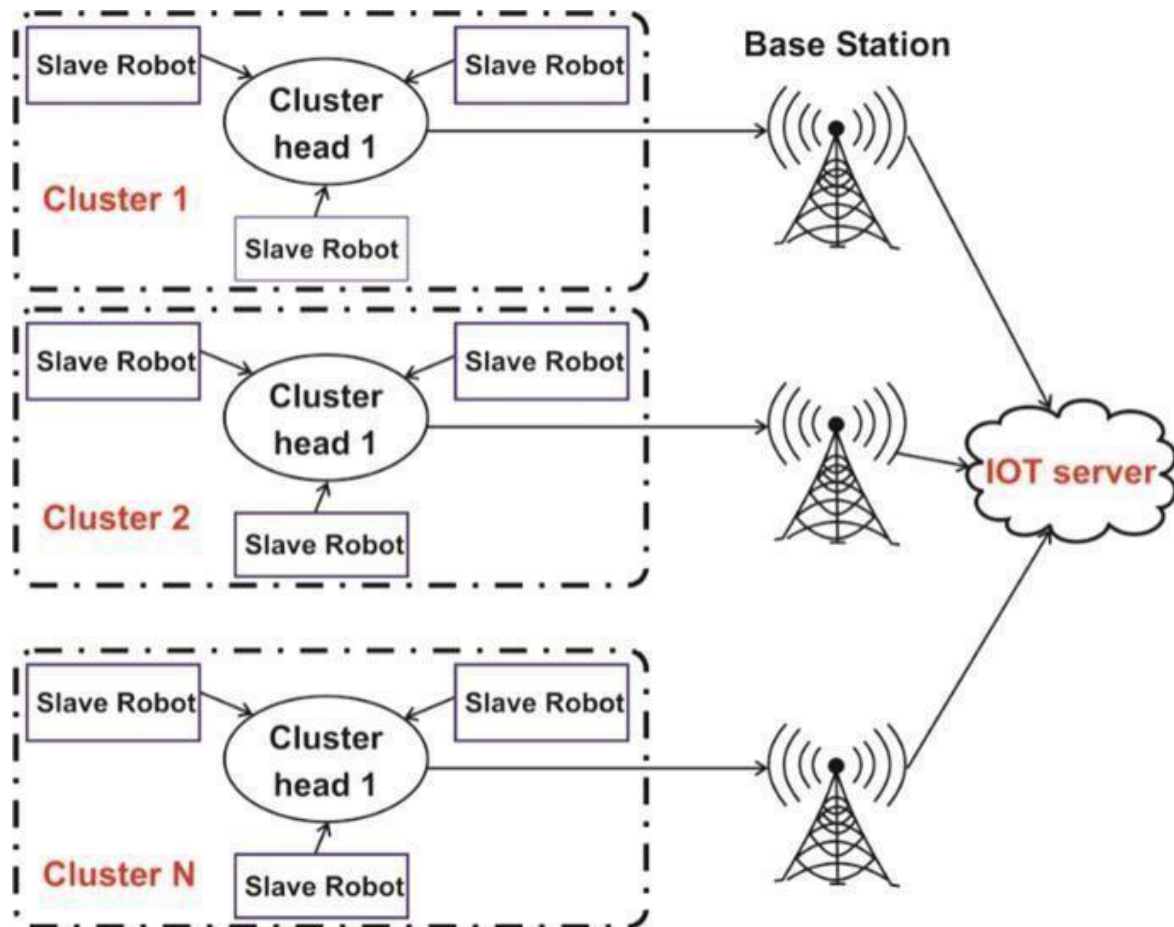 Slave Robot
Slave Robot
Base Station
Cluster
head 1
Cluster 1
Slave Robot
Slave Robot
Slave Robot
Cluster
head 1
IOT server
Cluster 2
Slave Robot
Slave Robot
Slave Robot
Cluster
head 1
Cluster N
Slave Robot